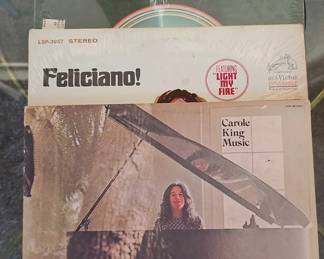 LSP-3957 STEREO
Feliciano!
FEATURING
"LIGHT
MY
FIRE"
RCA VICTOR
Carole
King
Music